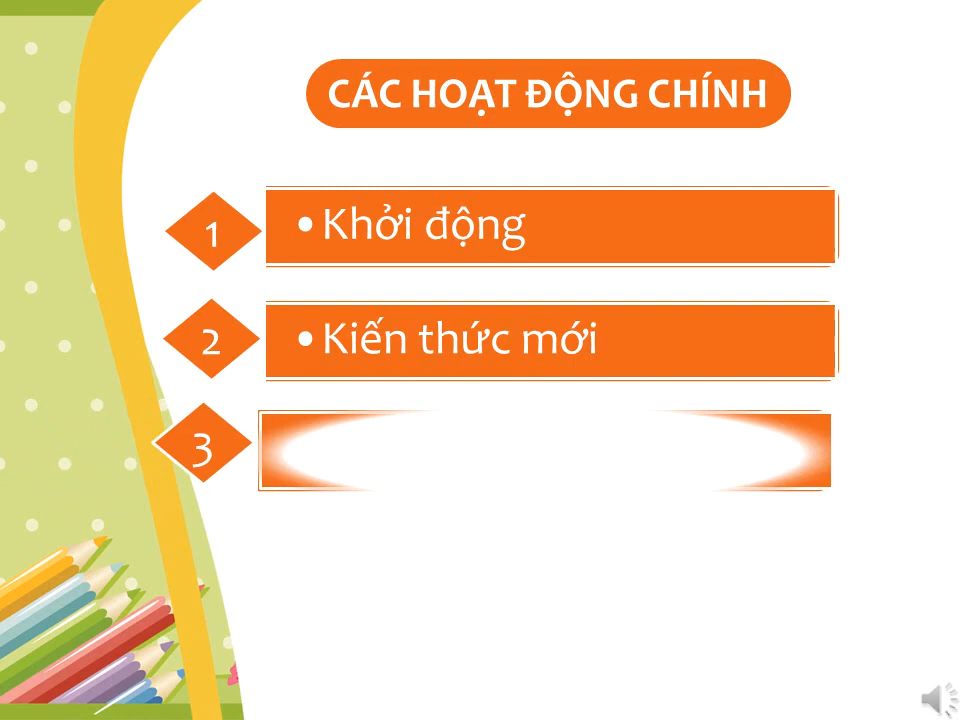 CÁC HOẠT ĐỘNG CHÍNH
1
•Khởi động
2
•Kiến thức mới
3